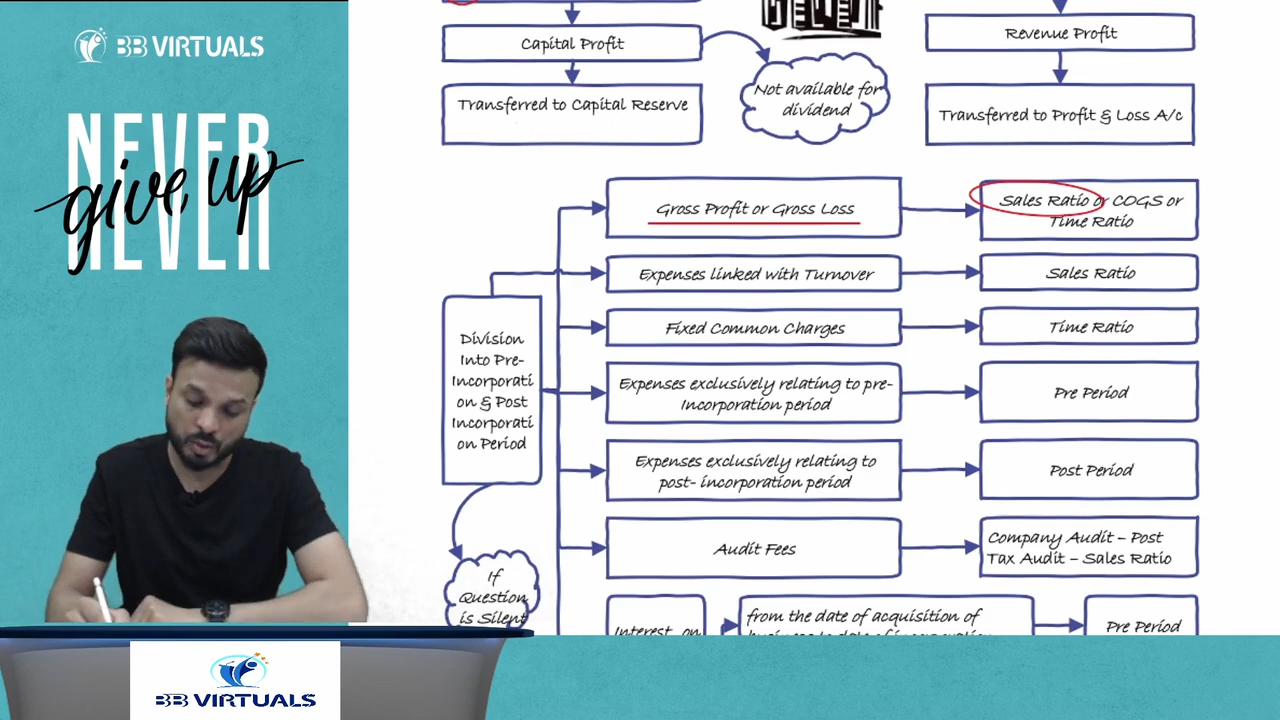 BB VIRTUALS
NEVER
give up
NEVER
Capital Profit
Transferred to Capital Reserve
Not available for
dividend
Revenue Profit
Transferred to Profit & Loss A/c
Division
Into Pre-
Incorporati
on & Post
Incorporati
on Period
If
Question
is Silent
Gross Profit or Gross Loss
Sales Ratio or COGS or
Time Ratio
Expenses linked with Turnover
Sales Ratio
Fixed Common Charges
Time Ratio
Expenses exclusively relating to pre-
Incorporation period
Pre Period
Expenses exclusively relating to
post- incorporation period
Post Period
Audit Fees
Company Audit – Post
Tax Audit – Sales Ratio
Interest on
from the date of acquisition of
Pre Period
BB VIRTUALS